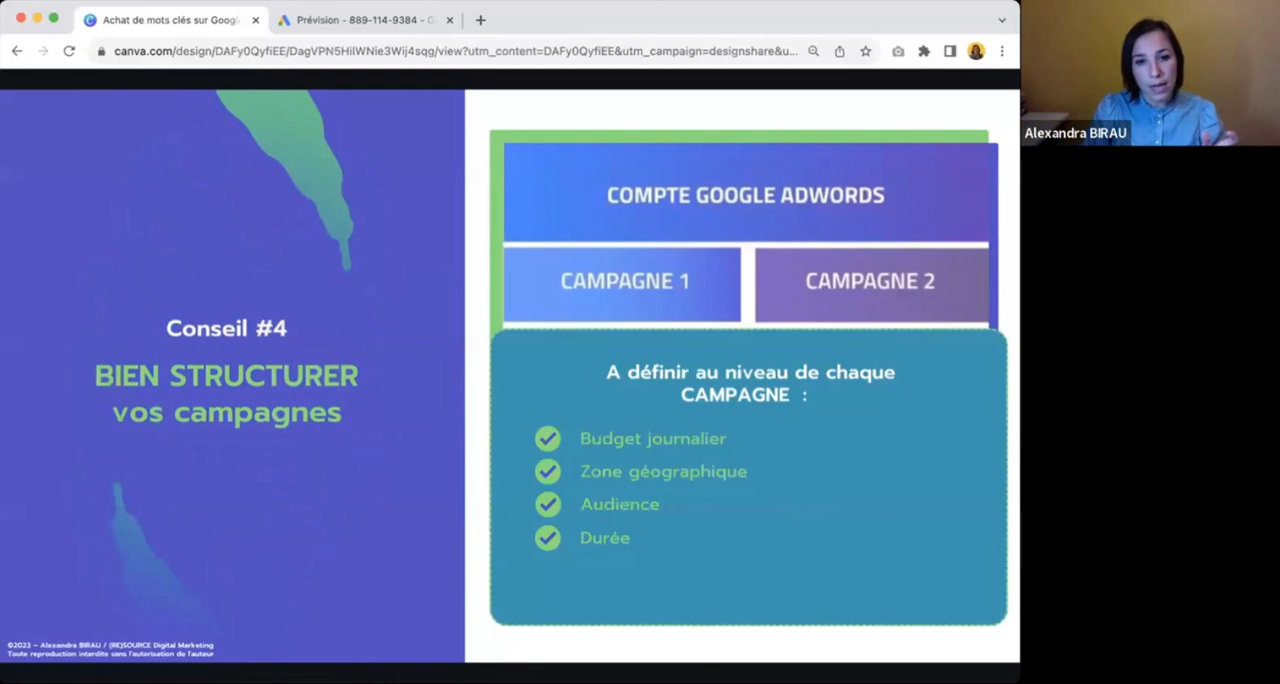 Achat de mots clés sur Googl
Prévision - 889-114-9384 - G
canva.com/design/DAFy0QyfiEE/DagVPN5HilWNie3Wij4sqg/view?utm_content=DAFy0QyfiEE&utm_campaign=designshare&u...
Alexandra BIRAU
Conseil #4
BIEN STRUCTURER
vos campagnes
©2023 – Alexandra BIRAU / (RE)SOURCE Digital Marketing
Toute reproduction interdite sans l'autorisation de l'auteur
COMPTE GOOGLE ADWORDS
CAMPAGNE 1
CAMPAGNE 2
A définir au niveau de chaque
CAMPAGNE :
Budget journalier
Zone géographique
Audience
Durée